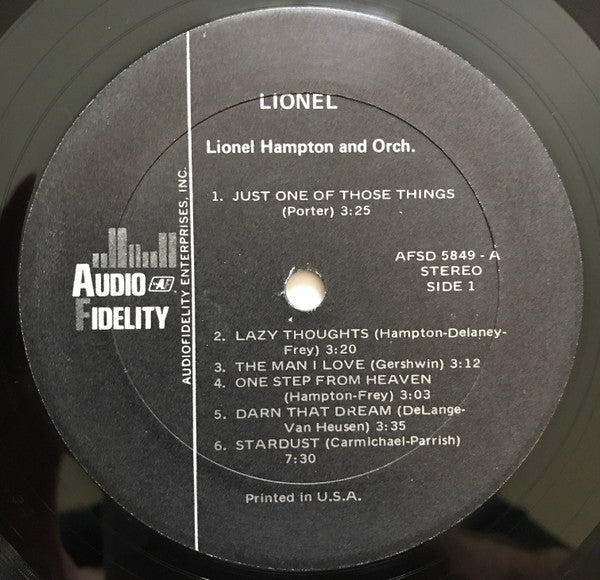 LIONEL
Lionel Hampton and Orch.
1. JUST ONE OF THOSE THINGS
(Porter) 3:25
AFSD 5849 - A
STEREO
SIDE 1
AUDIO AF
FIDELITY
AUDIOFIDELITY ENTERPRISES, INC.
2. LAZY THOUGHTS (Hampton-Delaney-
Frey) 3:20
3. THE MAN I LOVE (Gershwin) 3:12
4. ONE STEP FROM HEAVEN
(Hampton-Frey) 3:03
5. DARN THAT DREAM (DeLange-
Van Heusen) 3:35
6. STARDUST (Carmichael-Parrish)
7:30
Printed in U.S.A.